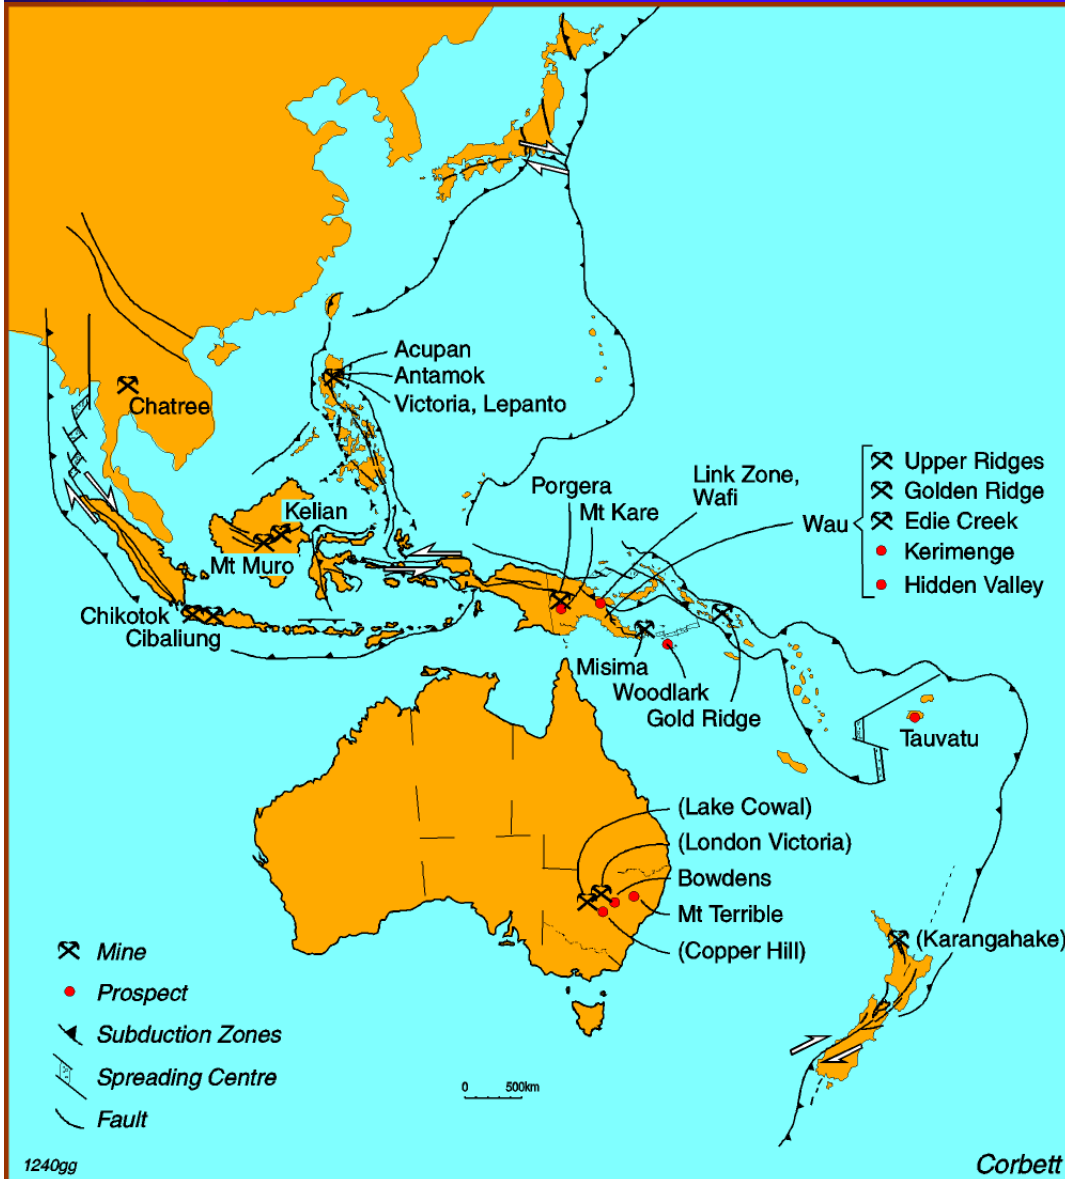 Acupan
Antamok
Victoria, Lepanto
Chatree
Kelian
Mt Muro
Chikotok
Cibaliung
Porgera
Mt Kare
Link Zone,
Wafi
Wau
Upper Ridges
Golden Ridge
Edie Creek
Kerimenge
Hidden Valley
Misima
Woodlark
Gold Ridge
Tauvatu
(Lake Cowal)
(London Victoria)
Bowdens
Mt Terrible
(Copper Hill)
(Karangahake)
Mine
Prospect
Subduction Zones
Spreading Centre
Fault
0 500km
1240gg
Corbett